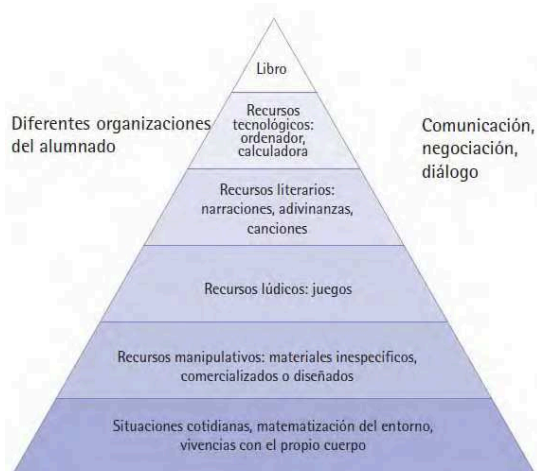 Libro
Diferentes organizaciones
del alumnado
Recursos
tecnológicos:
ordenador,
calculadora
Comunicación,
negociación,
diálogo
Recursos literarios:
narraciones, adivinanzas,
canciones
Recursos lúdicos: juegos
Recursos manipulativos: materiales inespecíficos,
comercializados o diseñados
Situaciones cotidianas, matematización del entorno,
vivencias con el propio cuerpo